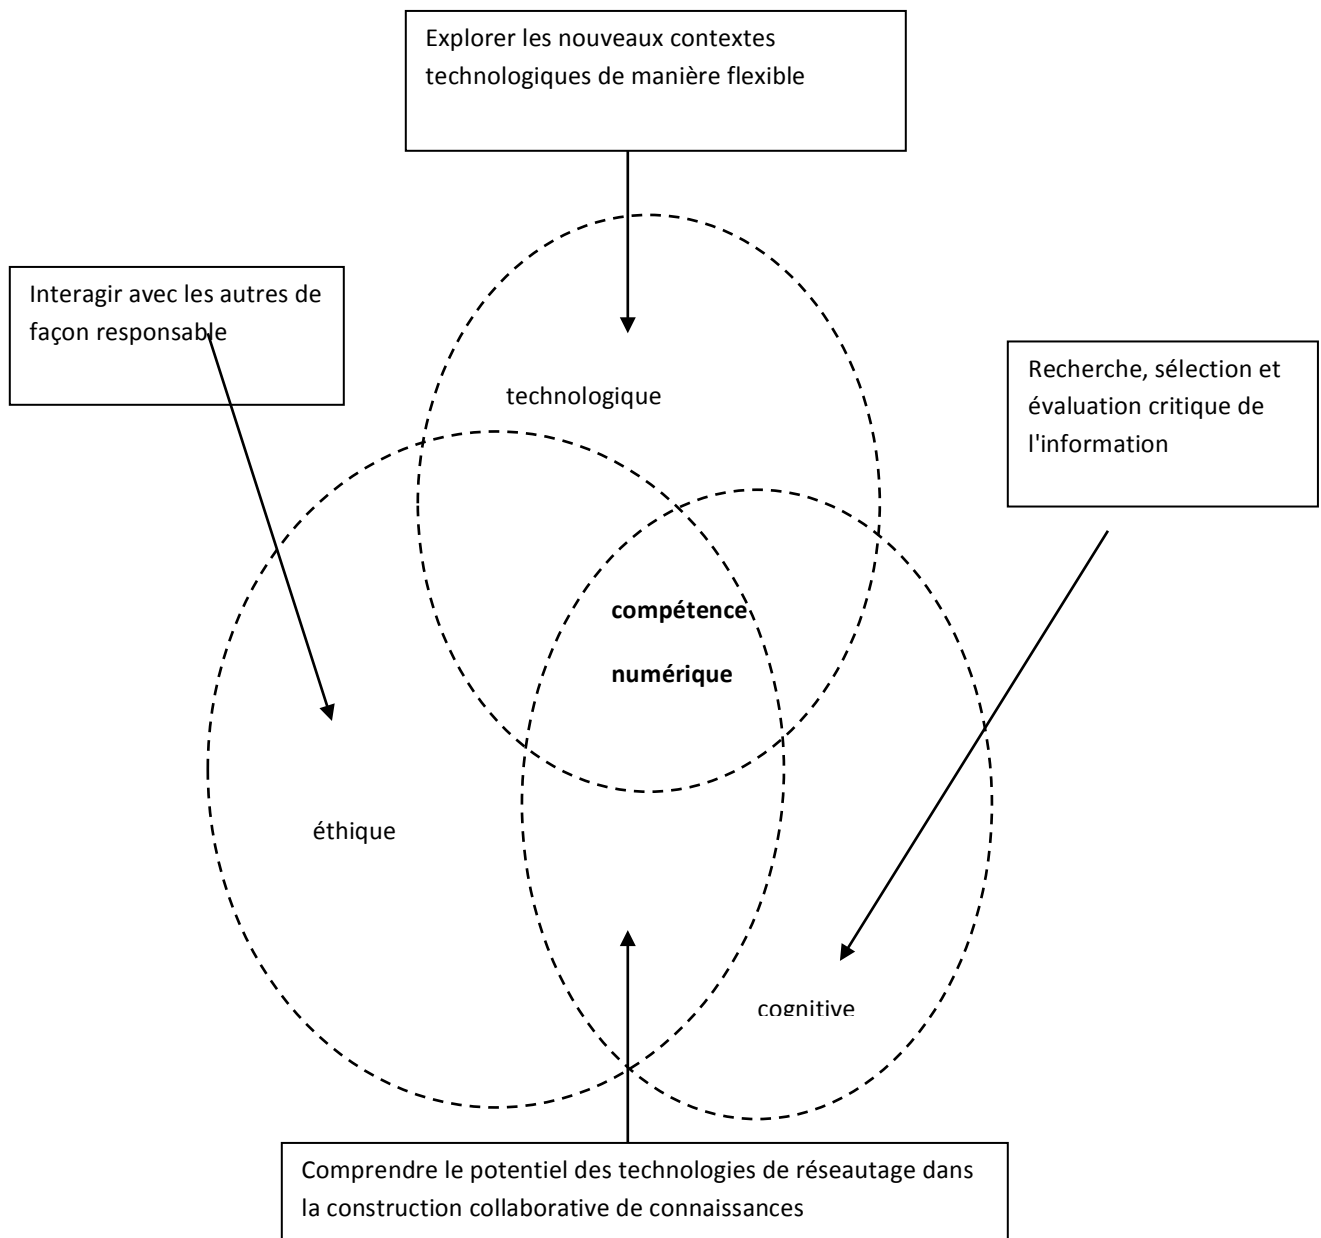 Explorer les nouveaux contextes
technologiques de manière flexible
Interagir avec les autres de
façon responsable
Recherche, sélection et
évaluation critique de
l'information
technologique
compétence
numérique
éthique
cognitive
Comprendre le potentiel des technologies de réseautage dans
la construction collaborative de connaissances